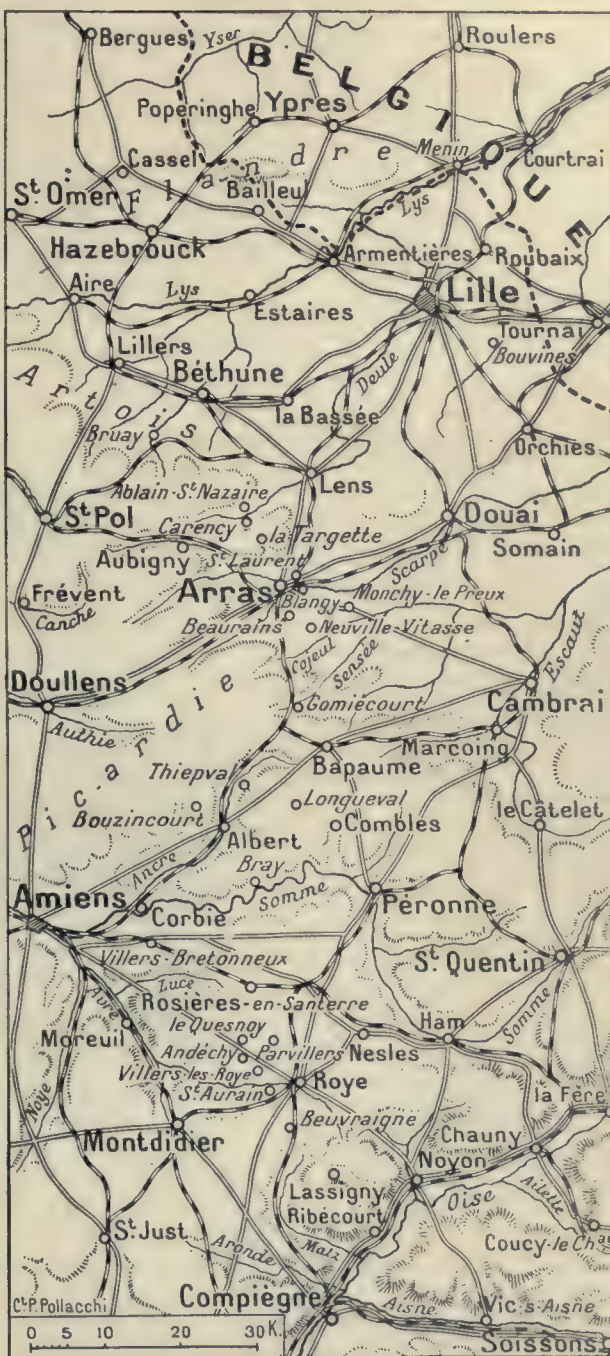 Bergues
Yser
Roulers
BELGIQUE
Poperinghe
Ypres
Menin
Courtrai
Cassel
Flandre
St Omer
Bailleul
Lys
Hazebrouck
Armentières
Roubaix
Aire
Lys
Estaires
Lille
Tournai
Bouvines
Lillers
Béthune
Deule
Artois
la Bassée
Bruay
Orchies
Lens
Ablain-St Nazaire
St Pol
Carency
la Targette
Douai
Aubigny
St Laurent
Scarpe
Somain
Arras
Blangy
Monchy-le Preux
Frévent
Canche
Beaurains
Neuville-Vitasse
Cojeul
Sensée
Escaut
Doullens
Gomiécourt
Cambrai
Authie
Marcoing
Bapaume
Picardie
Thiepval
Longueval
Bouzincourt
Combles
le Câtelet
Albert
Ancre
Bray
Somme
Amiens
Corbie
Péronne
Villers-Bretonneux
St Quentin
Luce
Avre
Rosières-en-Santerre
Somme
le Quesnoy
Moreuil
Andéchy
Parvillers
Nesles
Ham
Villers-les-Roye
Noye
St Aurain
Roye
la Fère
Beuvraigne
Montdidier
Chauny
Noyon
Lassigny
Ribécourt
Oise
Ailette
St Just
Coucy-le Chau
Aronde
Matz
Compiègne
Aisne
Vic s. Aisne
Soissons
Ct P. Pollacchi
0 5 10 20 30 K.